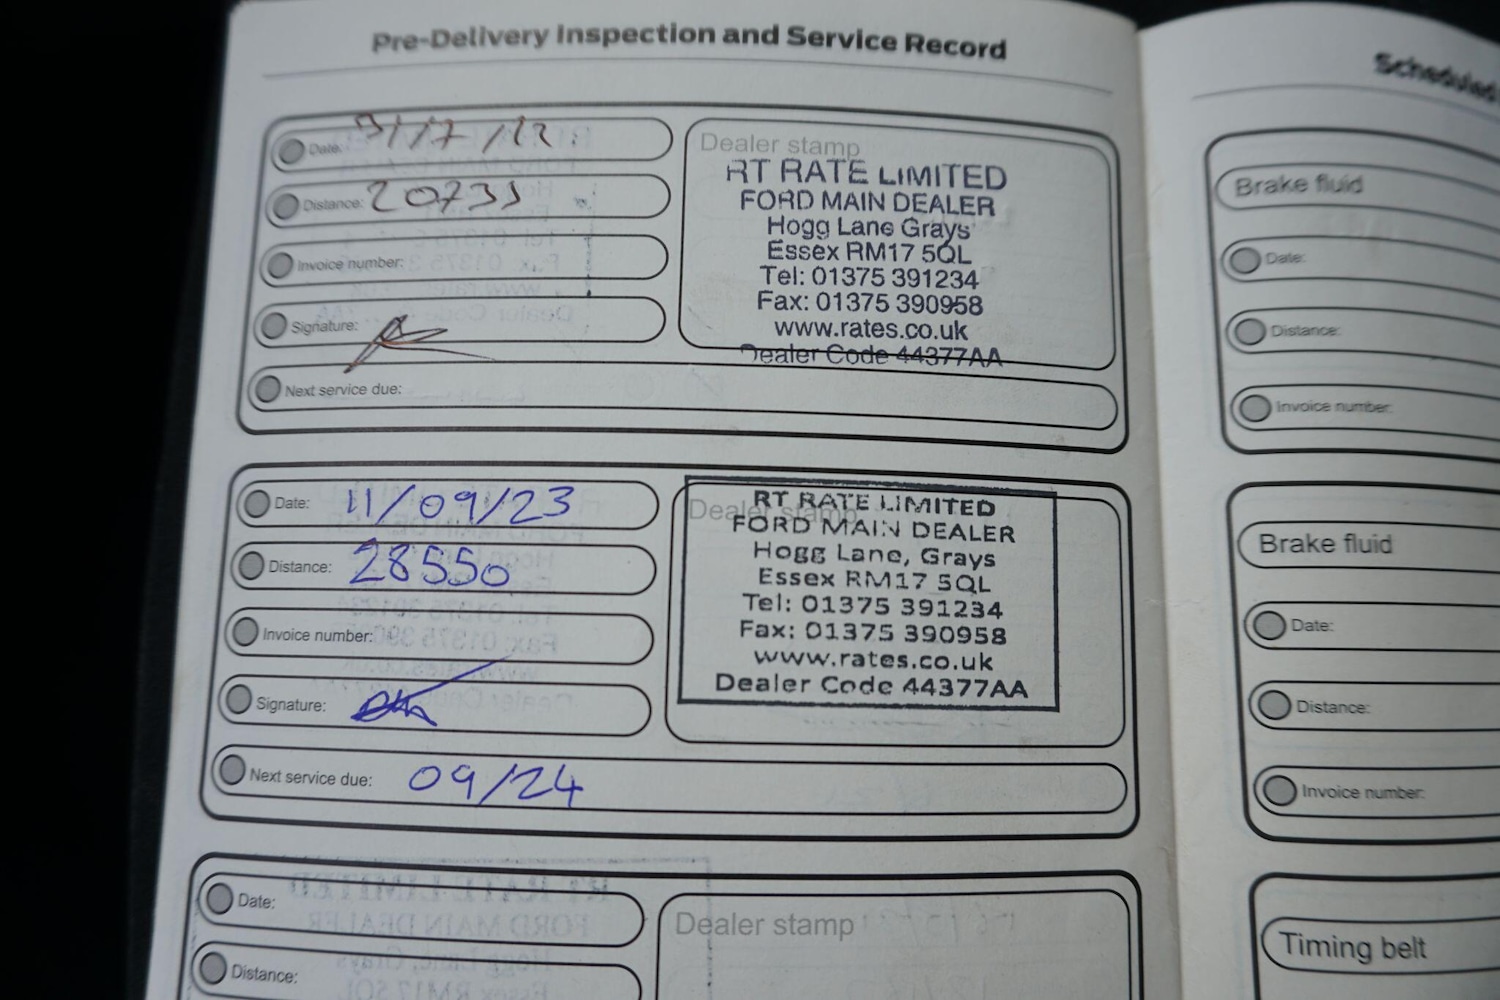 Pre-Delivery Inspection and Service Record
Date:
Distance: 20733
Invoice number:
Signature:
Next service due:
Dealer stamp
RT RATE LIMITED
FORD MAIN DEALER
Hogg Lane Grays
Essex RM17 5QL
Tel: 01375 391234
Fax: 01375 390958
www.rates.co.uk
Dealer Code 44377AA
Date: 11/09/23
Distance: 28550
Invoice number:
Signature:
Next service due: 09/24
Dealer stamp
RT RATE LIMITED
FORD MAIN DEALER
Hogg Lane, Grays
Essex RM17 5QL
Tel: 01375 391234
Fax: 01375 390958
www.rates.co.uk
Dealer Code 44377AA
Date:
Distance:
Dealer stamp
Scheduled
Brake fluid
Date:
Distance:
Invoice number:
Brake fluid
Date:
Distance:
Invoice number:
Timing belt